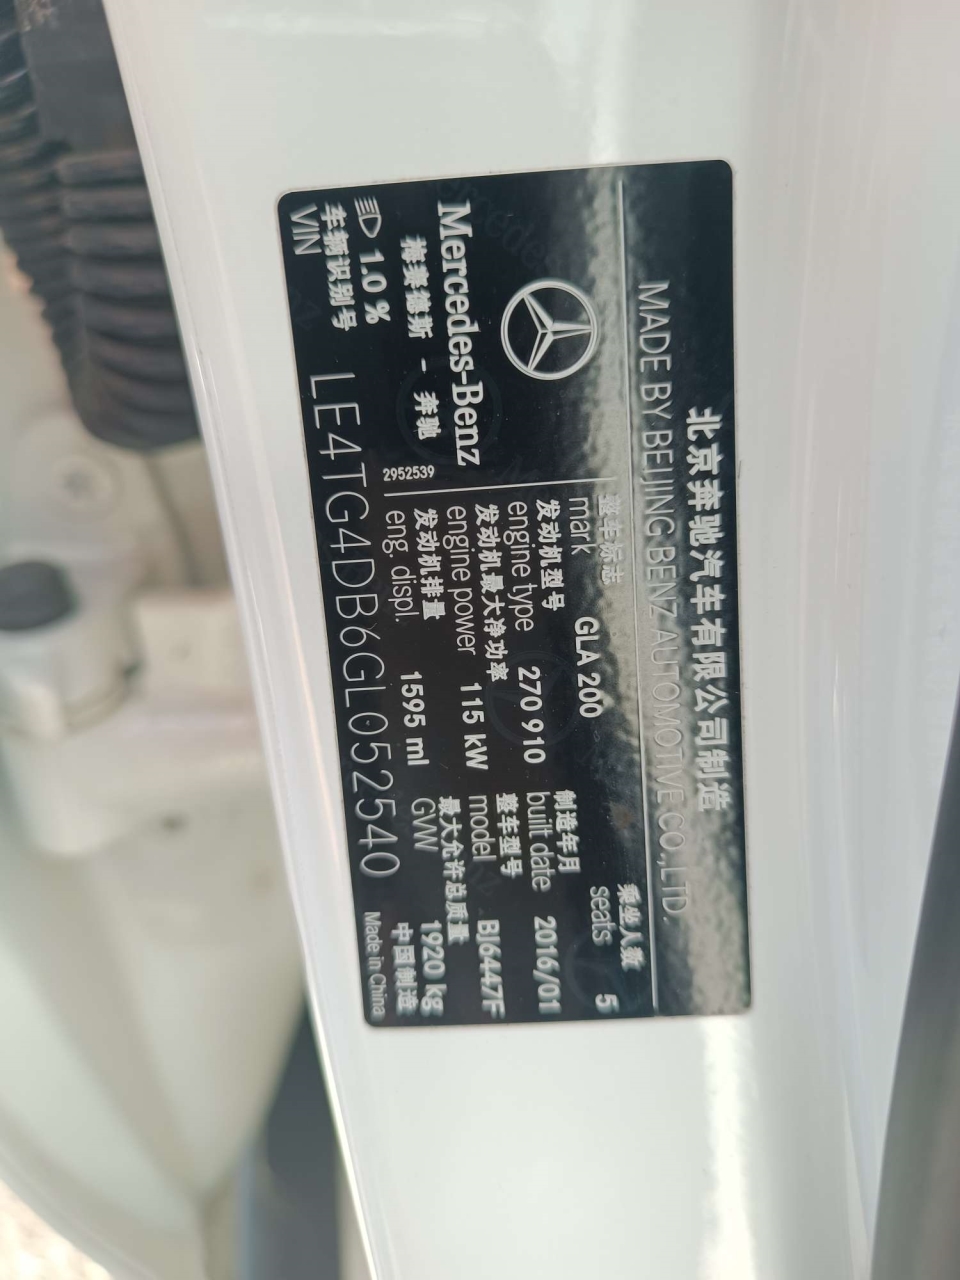 北京奔驰汽车有限公司制造
MADE BY BEIJING BENZ AUTOMOTIVE CO.,LTD.
Mercedes-Benz
梅赛德斯 - 奔驰
1.0 %
2952539
乘坐人数
seats 5
整车标志
mark GLA 200
制造年月
built date 2016/01
发动机型号
engine type 270 910
整车型号
model BJ6447F
发动机最大净功率
engine power 115 kW
最大允许总质量
GVW 1920 kg
发动机排量
eng. displ. 1595 ml
中国制造
Made in China
车辆识别号
VIN LE4TG4DB6GL052540